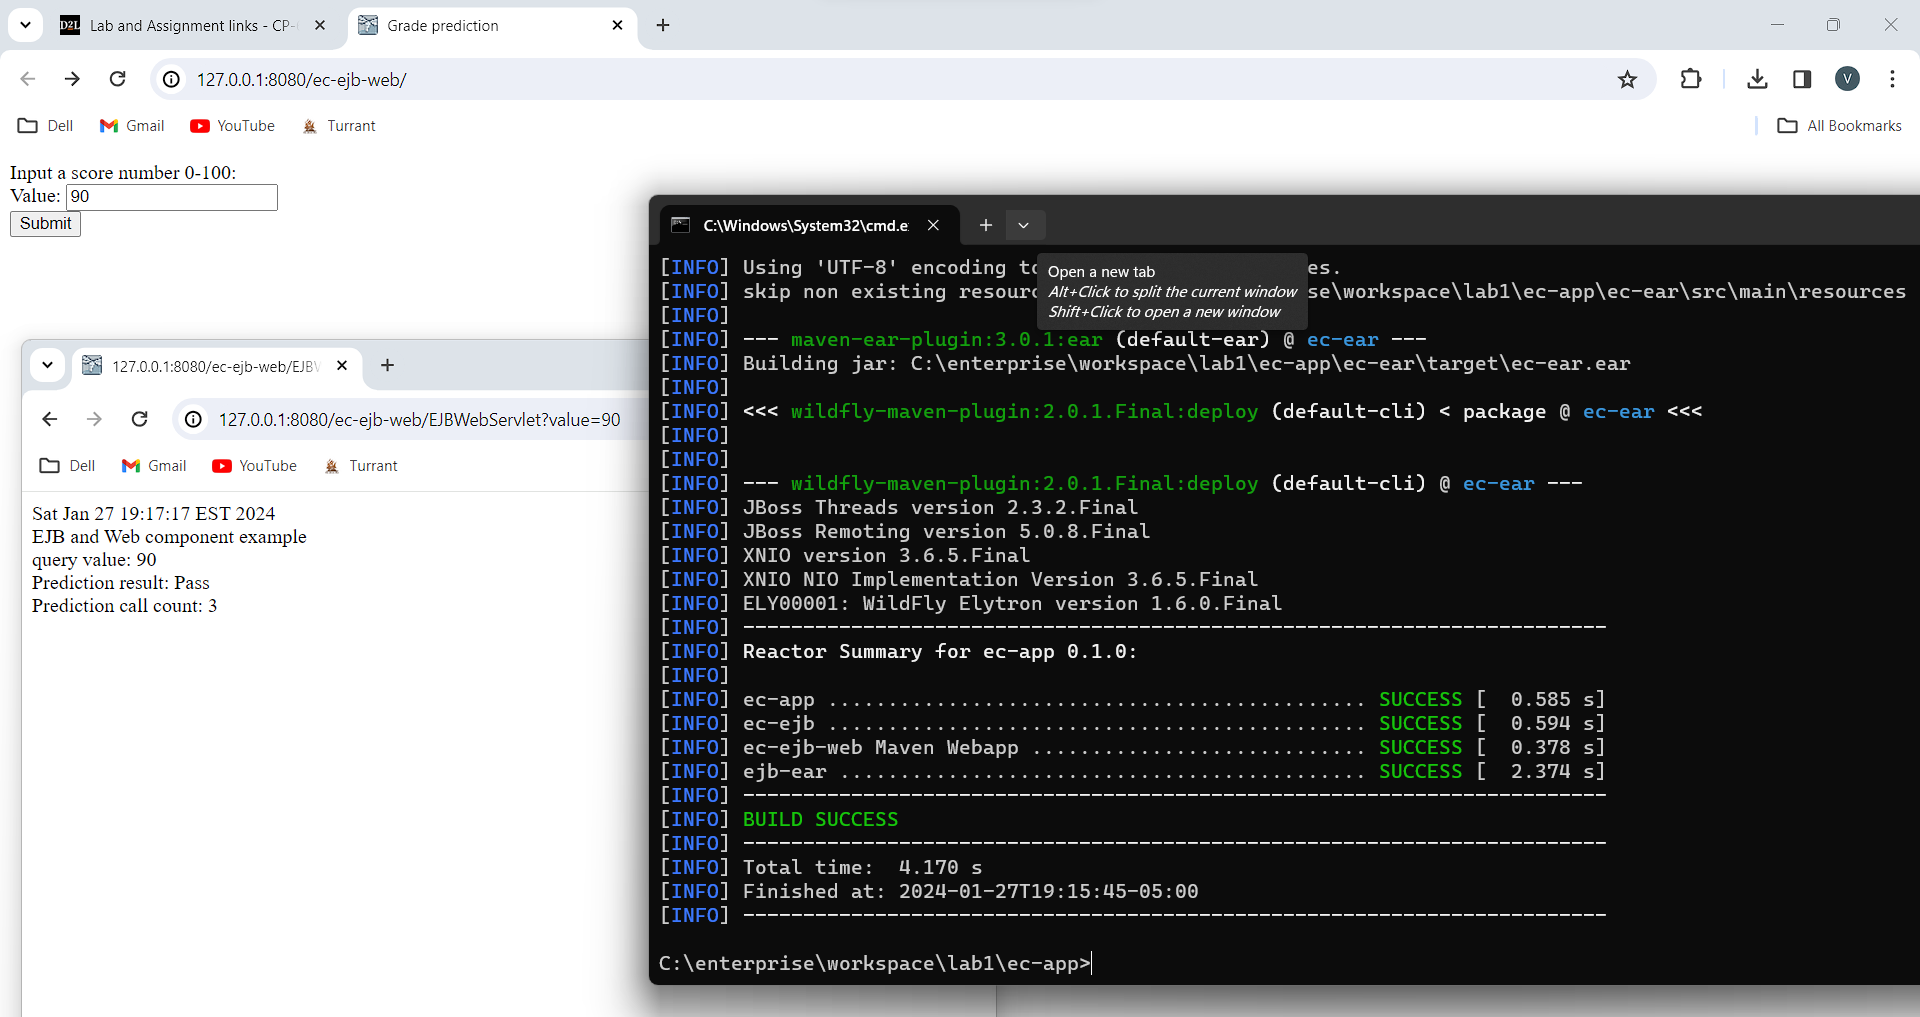 Lab and Assignment links - CP-
Grade prediction
127.0.0.1:8080/ec-ejb-web/
V
Dell
Gmail
YouTube
Turrant
All Bookmarks
Input a score number 0-100:
Value: 90
Submit
127.0.0.1:8080/ec-ejb-web/EJBV
127.0.0.1:8080/ec-ejb-web/EJBWebServlet?value=90
Dell
Gmail
YouTube
Turrant
Sat Jan 27 19:17:17 EST 2024
EJB and Web component example
query value: 90
Prediction result: Pass
Prediction call count: 3
C:\Windows\System32\cmd.e
Open a new tab
Alt+Click to split the current window
Shift+Click to open a new window
[INFO] Using 'UTF-8' encoding to es.
[INFO] skip non existing resourc se\workspace\lab1\ec-app\ec-ear\src\main\resources
[INFO]
[INFO] --- maven-ear-plugin:3.0.1:ear (default-ear) @ ec-ear ---
[INFO] Building jar: C:\enterprise\workspace\lab1\ec-app\ec-ear\target\ec-ear.ear
[INFO]
[INFO] <<< wildfly-maven-plugin:2.0.1.Final:deploy (default-cli) < package @ ec-ear <<<
[INFO]
[INFO]
[INFO] --- wildfly-maven-plugin:2.0.1.Final:deploy (default-cli) @ ec-ear ---
[INFO] JBoss Threads version 2.3.2.Final
[INFO] JBoss Remoting version 5.0.8.Final
[INFO] XNIO version 3.6.5.Final
[INFO] XNIO NIO Implementation Version 3.6.5.Final
[INFO] ELY00001: WildFly Elytron version 1.6.0.Final
[INFO] ------------------------------------------------------------------------
[INFO] Reactor Summary for ec-app 0.1.0:
[INFO]
[INFO] ec-app ............................................. SUCCESS [  0.585 s]
[INFO] ec-ejb ............................................. SUCCESS [  0.594 s]
[INFO] ec-ejb-web Maven Webapp ............................ SUCCESS [  0.378 s]
[INFO] ejb-ear ............................................ SUCCESS [  2.374 s]
[INFO] ------------------------------------------------------------------------
[INFO] BUILD SUCCESS
[INFO] ------------------------------------------------------------------------
[INFO] Total time:  4.170 s
[INFO] Finished at: 2024-01-27T19:15:45-05:00
[INFO] ------------------------------------------------------------------------
C:\enterprise\workspace\lab1\ec-app>